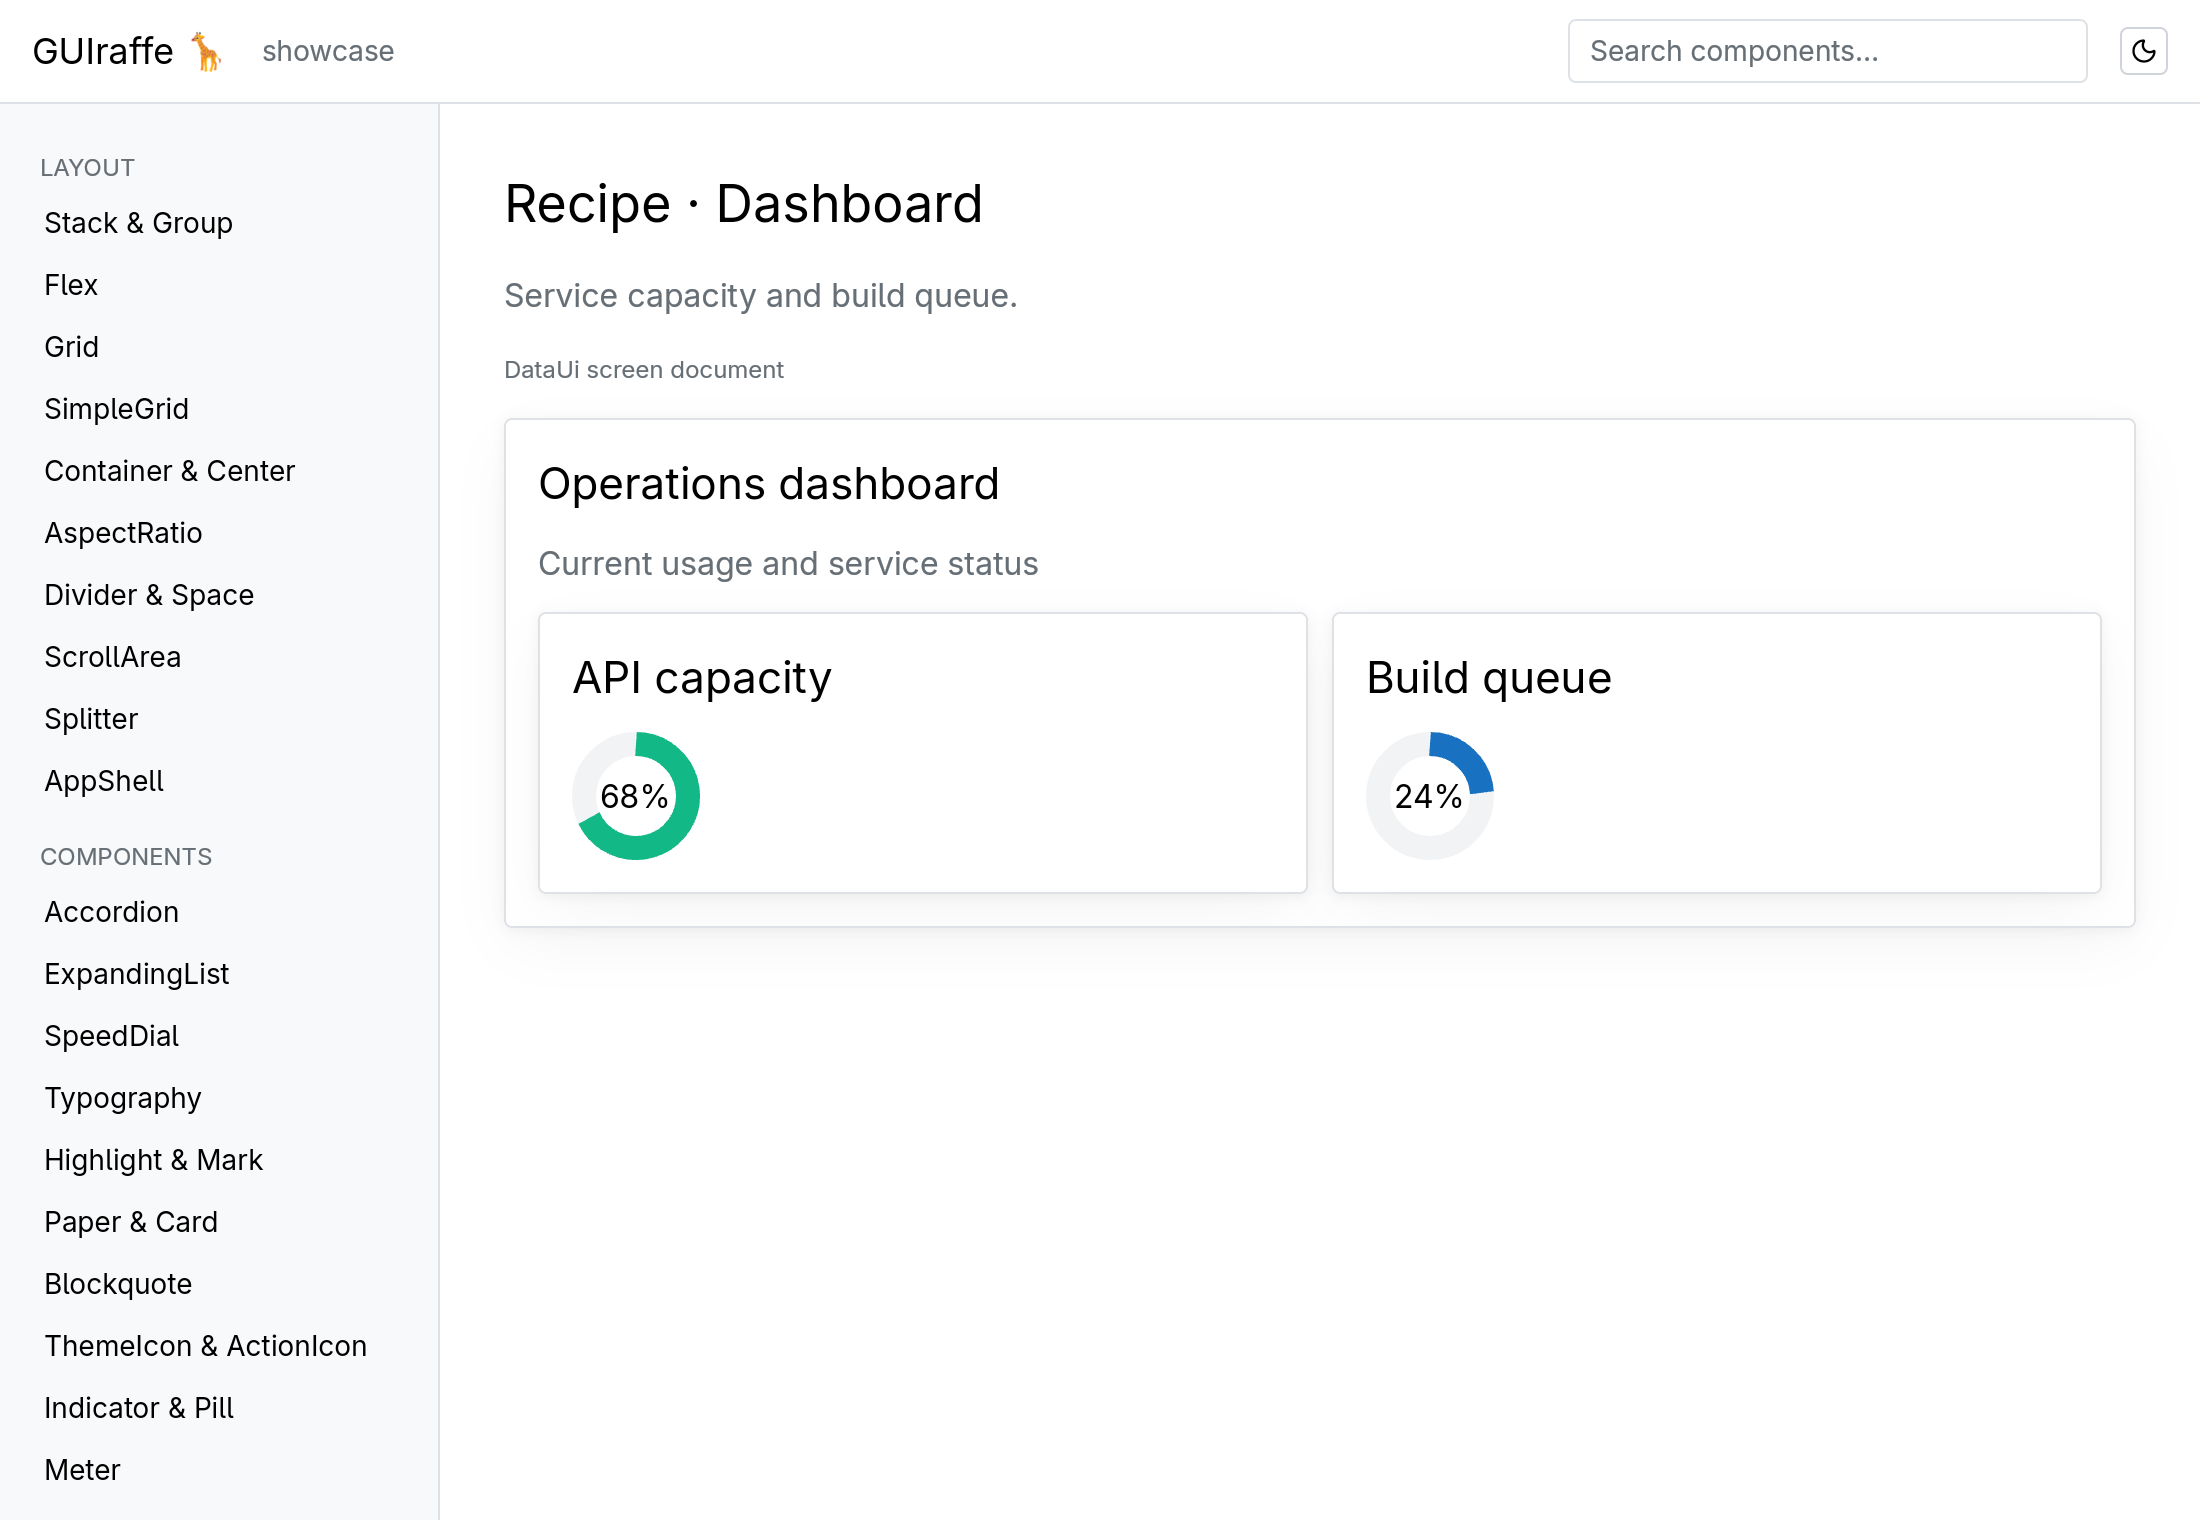 GUIraffe 🦒 showcase
Search components...
LAYOUT
Stack & Group
Flex
Grid
SimpleGrid
Container & Center
AspectRatio
Divider & Space
ScrollArea
Splitter
AppShell
COMPONENTS
Accordion
ExpandingList
SpeedDial
Typography
Highlight & Mark
Paper & Card
Blockquote
ThemeIcon & ActionIcon
Indicator & Pill
Meter
Recipe · Dashboard
Service capacity and build queue.
DataUi screen document
Operations dashboard
Current usage and service status
API capacity
68%
Build queue
24%